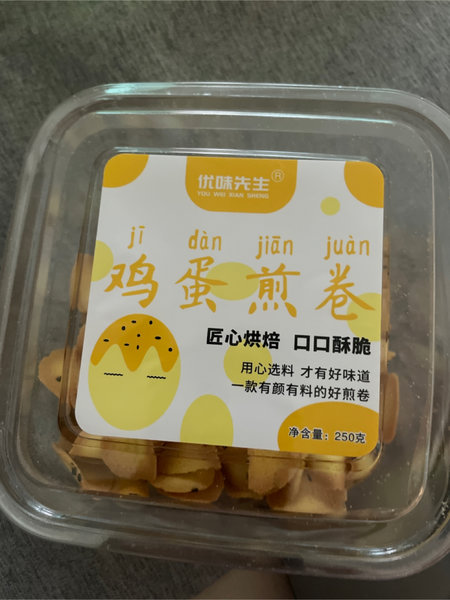 优味先生®
YOU WEI XIAN SHENG
jī dàn jiān juàn
鸡蛋煎卷
匠心烘焙 口口酥脆
用心选料 才有好味道
一款有颜有料的好煎卷
净含量：250克